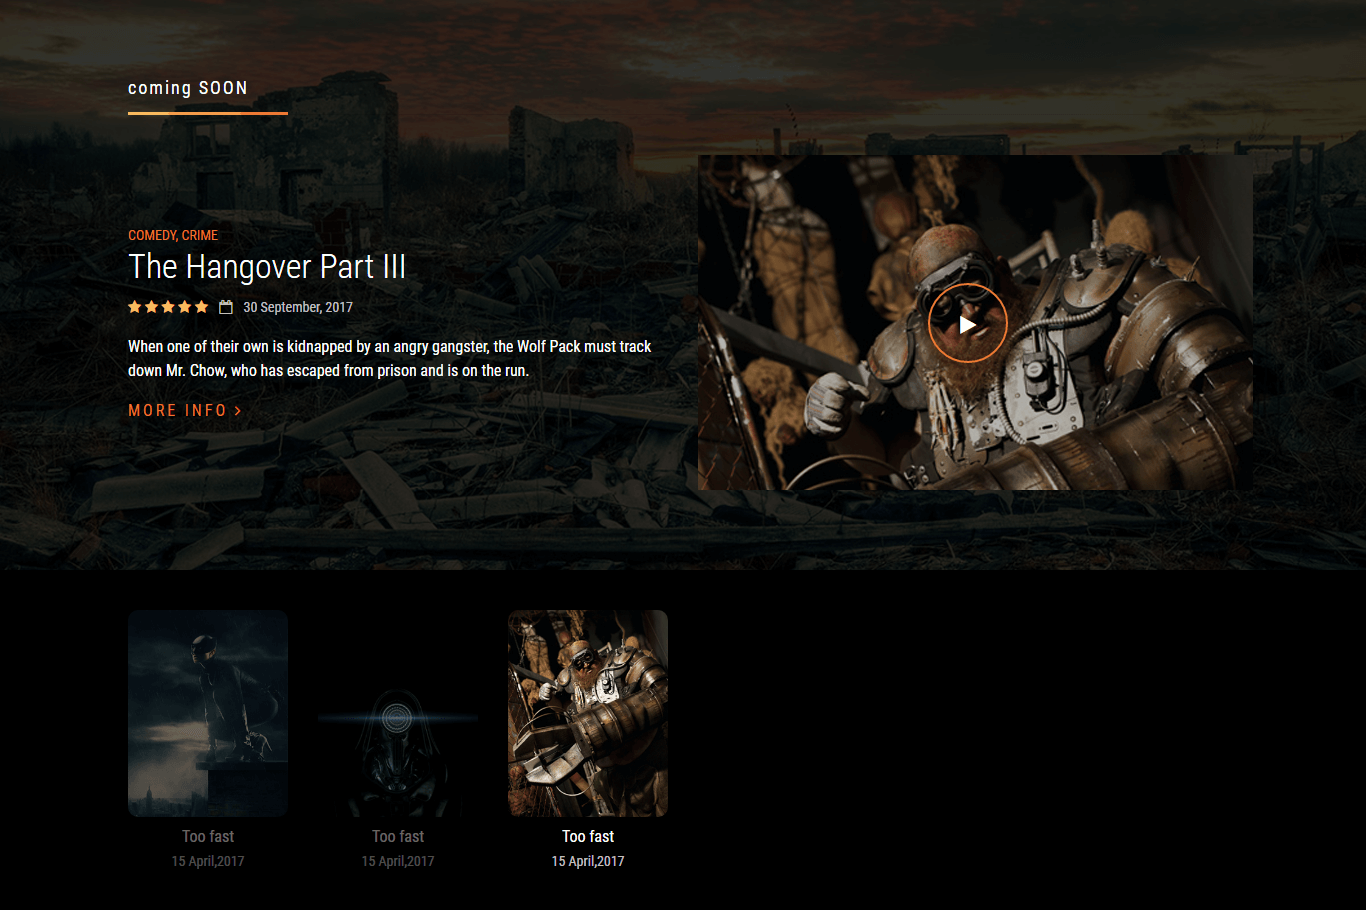 coming SOON
COMEDY, CRIME
The Hangover Part III
30 September, 2017
When one of their own is kidnapped by an angry gangster, the Wolf Pack must track
down Mr. Chow, who has escaped from prison and is on the run.
MORE INFO >
Too fast
15 April,2017
Too fast
15 April,2017
Too fast
15 April,2017